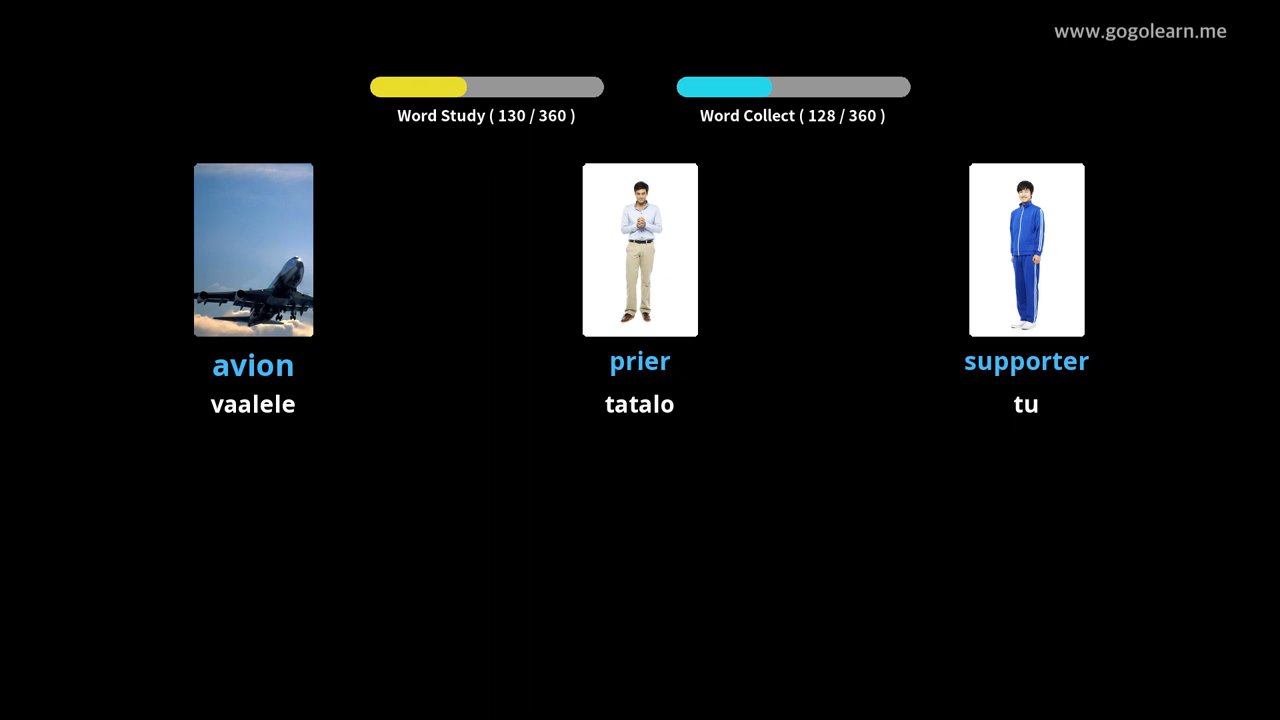 www.gogolearn.me
Word Study ( 130 / 360 )
Word Collect ( 128 / 360 )
avion
prier
supporter
vaalele
tatalo
tu